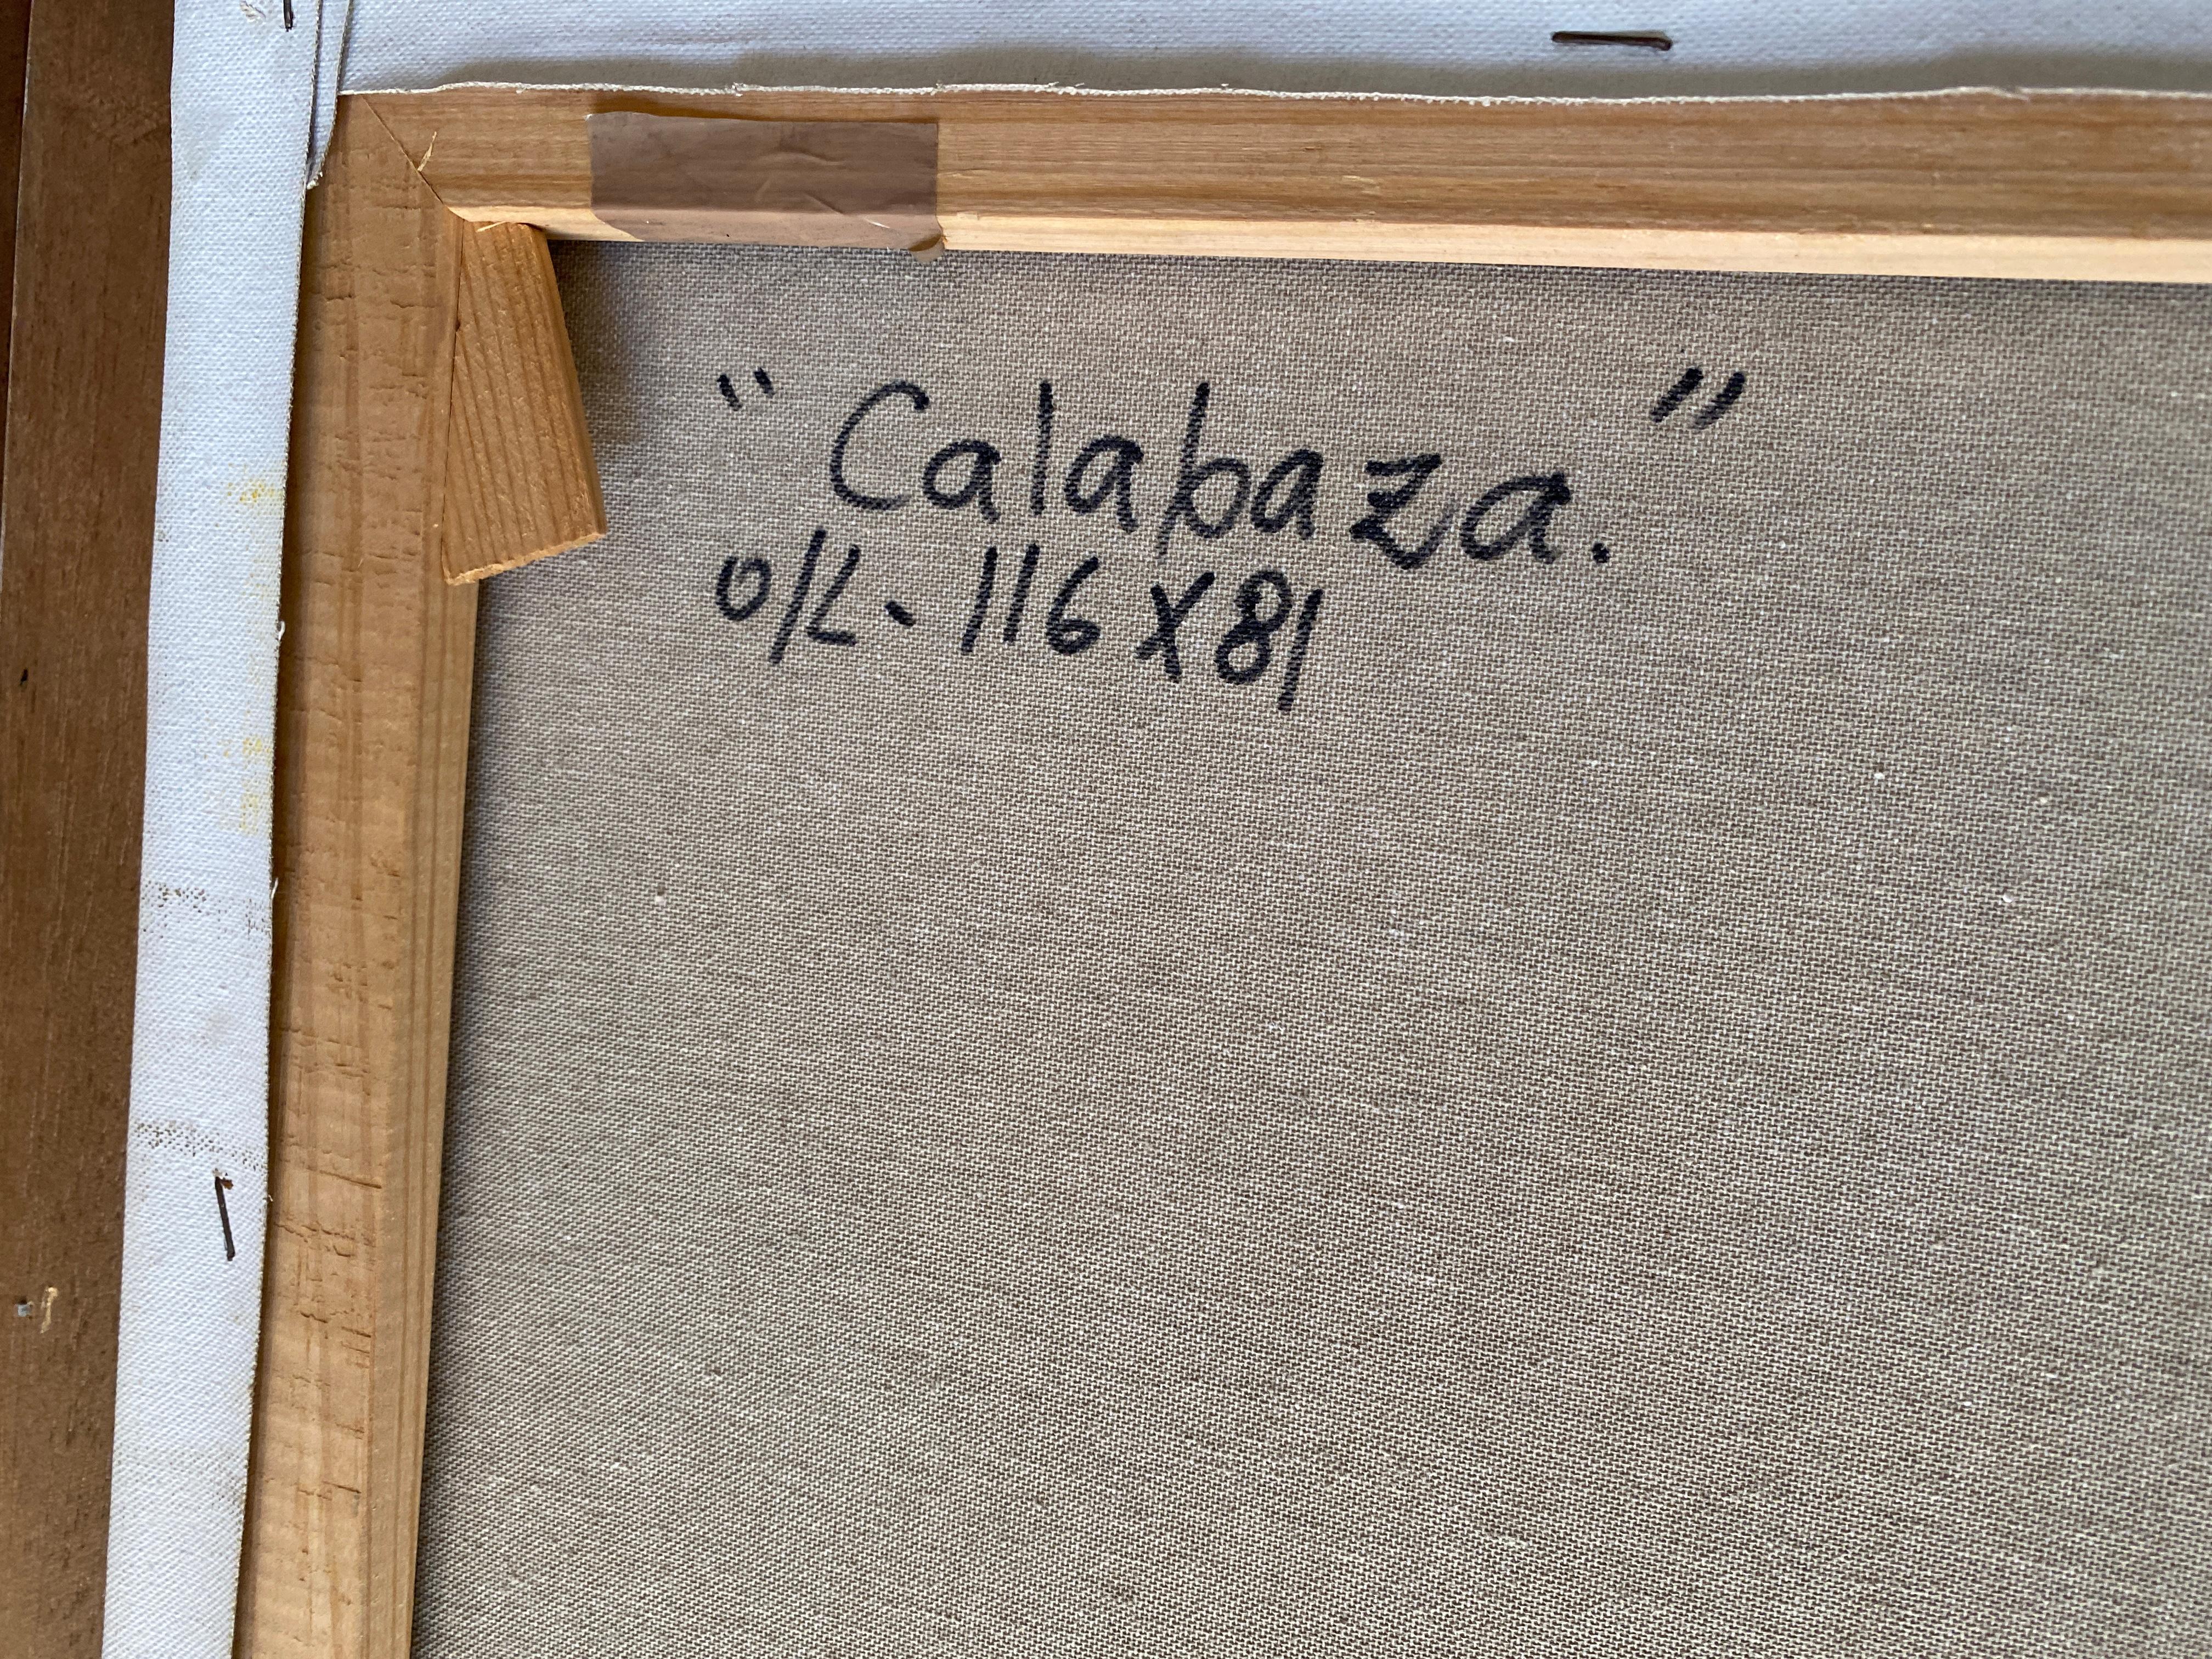 "Calabaza."
o/L - 116 x 81